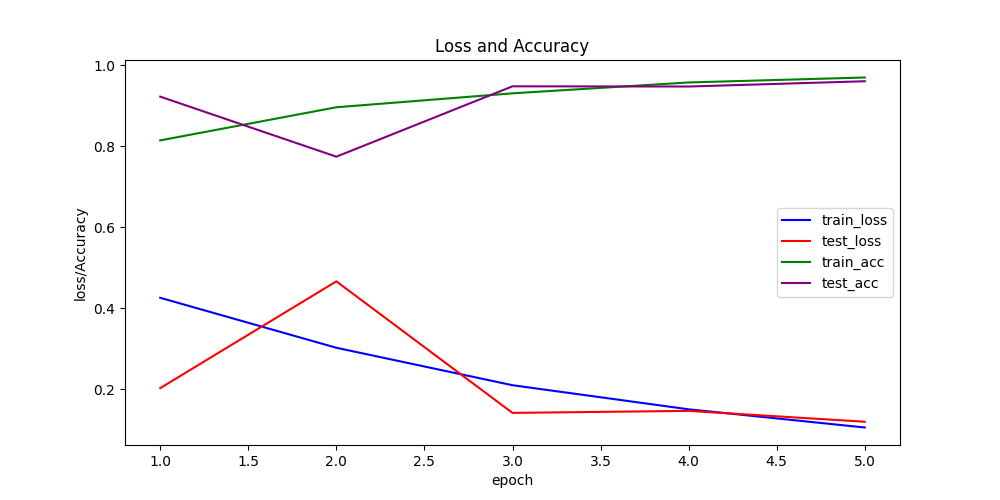 Loss and Accuracy
1.0
0.8
0.6
0.4
0.2
loss/Accuracy
train_loss
test_loss
train_acc
test_acc
1.0 1.5 2.0 2.5 3.0 3.5 4.0 4.5 5.0
epoch